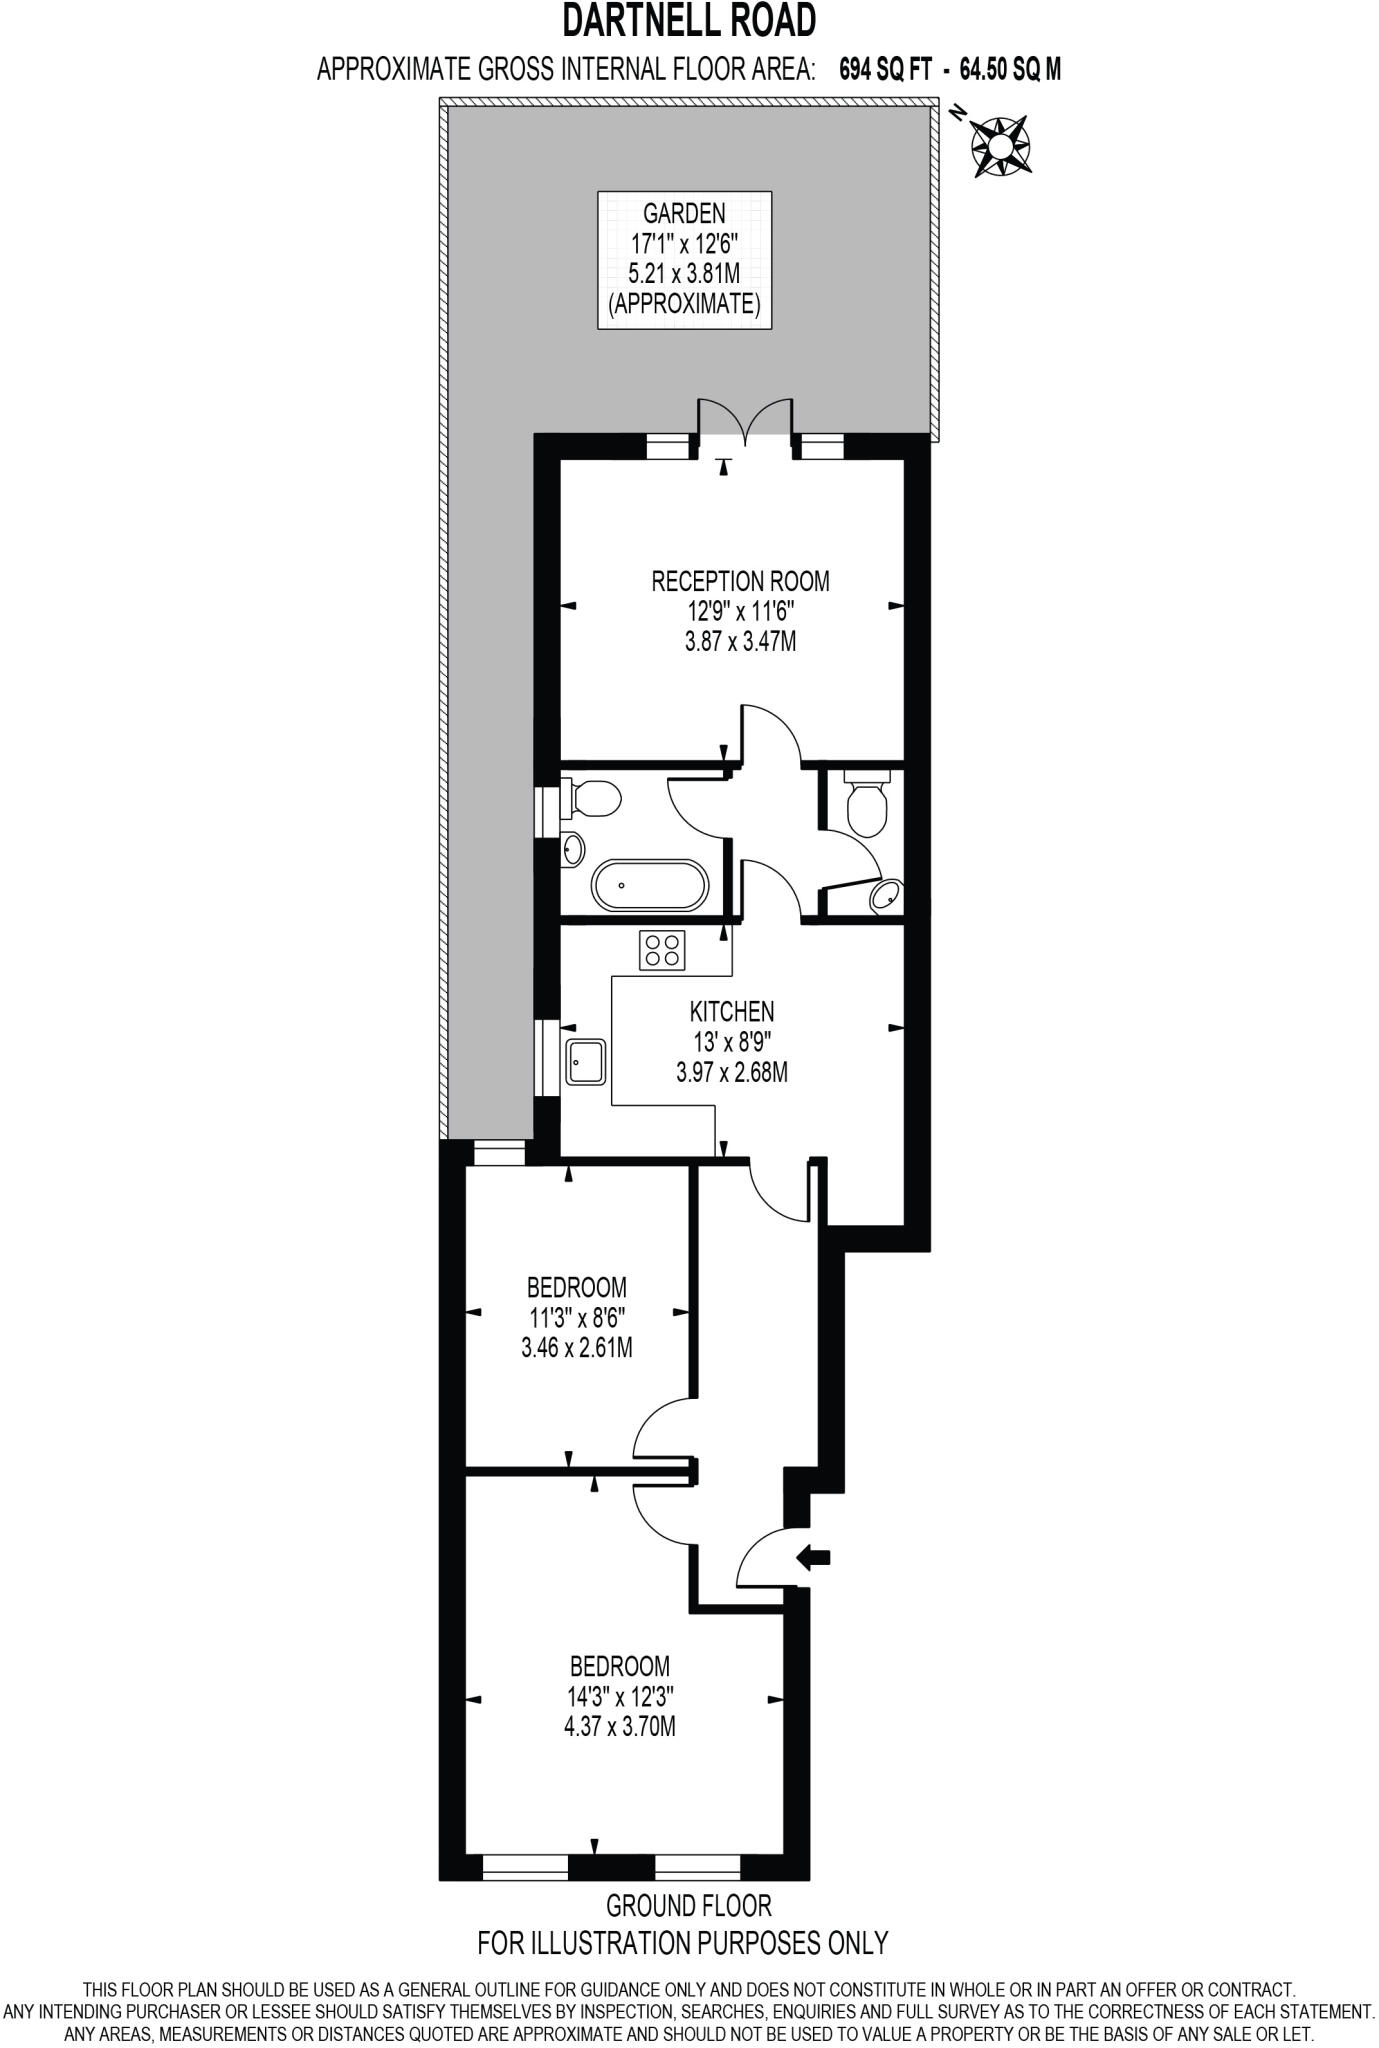 DARTNELL ROAD
APPROXIMATE GROSS INTERNAL FLOOR AREA: 694 SQ FT - 64.50 SQ M
N
GARDEN
17'1" x 12'6"
5.21 x 3.81M
(APPROXIMATE)
RECEPTION ROOM
12'9" x 11'6"
3.87 x 3.47M
KITCHEN
13' x 8'9"
3.97 x 2.68M
BEDROOM
11'3" x 8'6"
3.46 x 2.61M
BEDROOM
14'3" x 12'3"
4.37 x 3.70M
GROUND FLOOR
FOR ILLUSTRATION PURPOSES ONLY
THIS FLOOR PLAN SHOULD BE USED AS A GENERAL OUTLINE FOR GUIDANCE ONLY AND DOES NOT CONSTITUTE IN WHOLE OR IN PART AN OFFER OR CONTRACT.
ANY INTENDING PURCHASER OR LESSEE SHOULD SATISFY THEMSELVES BY INSPECTION, SEARCHES, ENQUIRIES AND FULL SURVEY AS TO THE CORRECTNESS OF EACH STATEMENT.
ANY AREAS, MEASUREMENTS OR DISTANCES QUOTED ARE APPROXIMATE AND SHOULD NOT BE USED TO VALUE A PROPERTY OR BE THE BASIS OF ANY SALE OR LET.